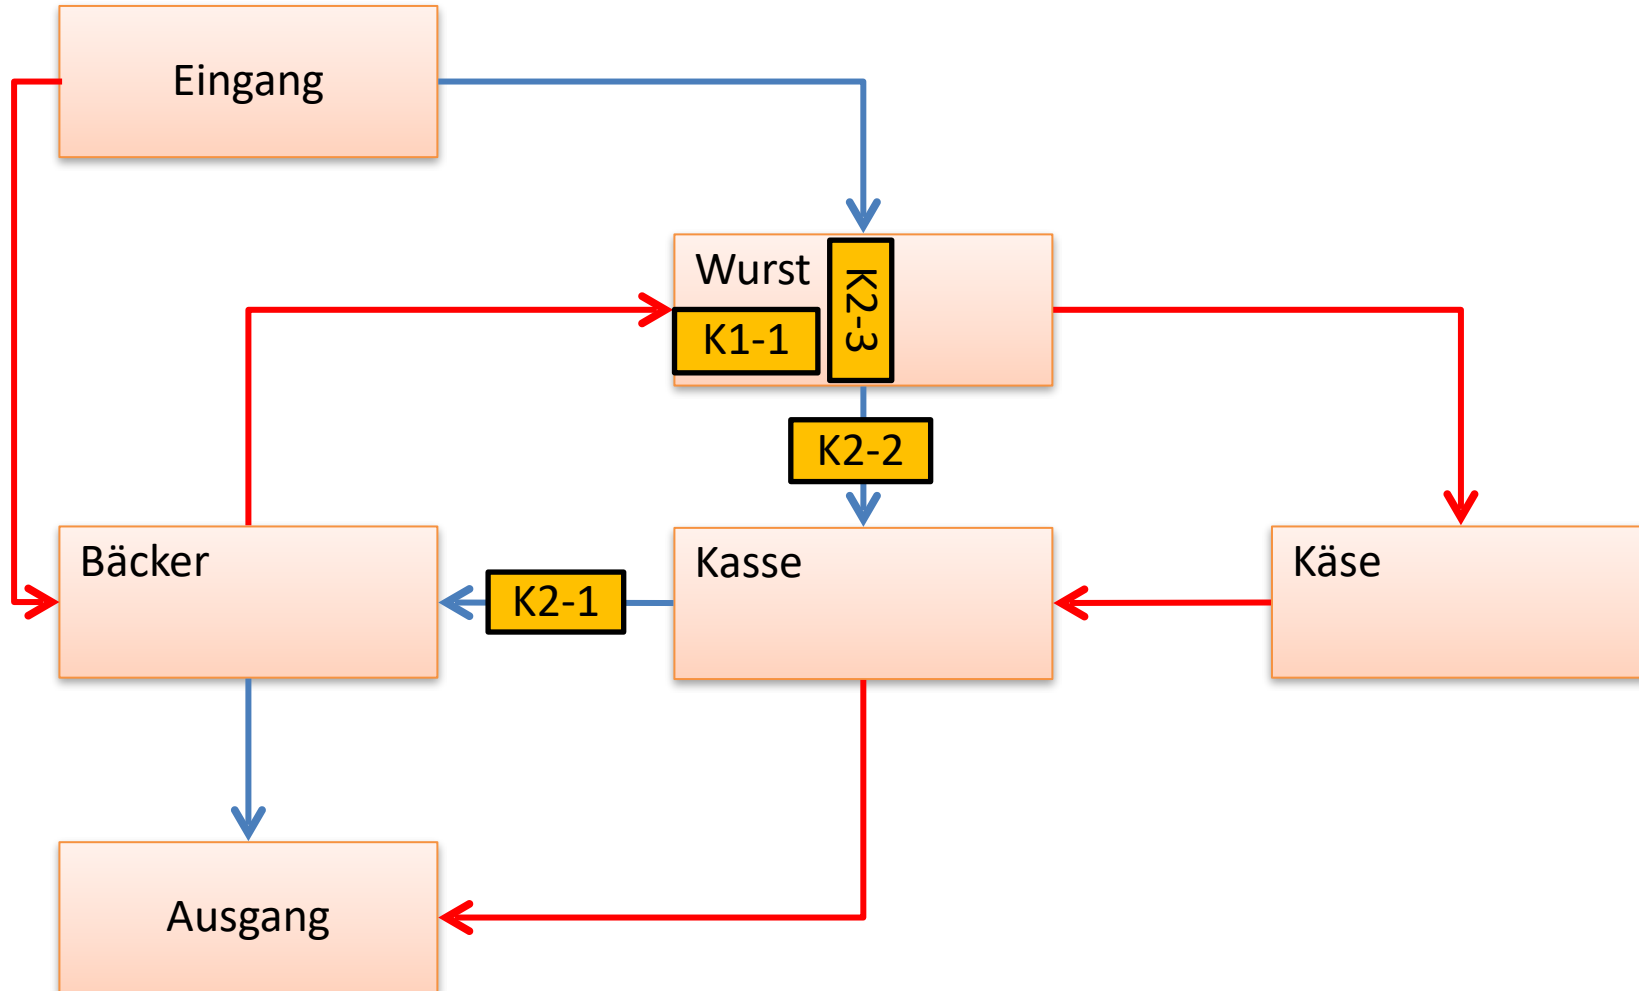 Eingang
Wurst
K2-3
K1-1
K2-2
Bäcker
Kasse
Käse
K2-1
Ausgang